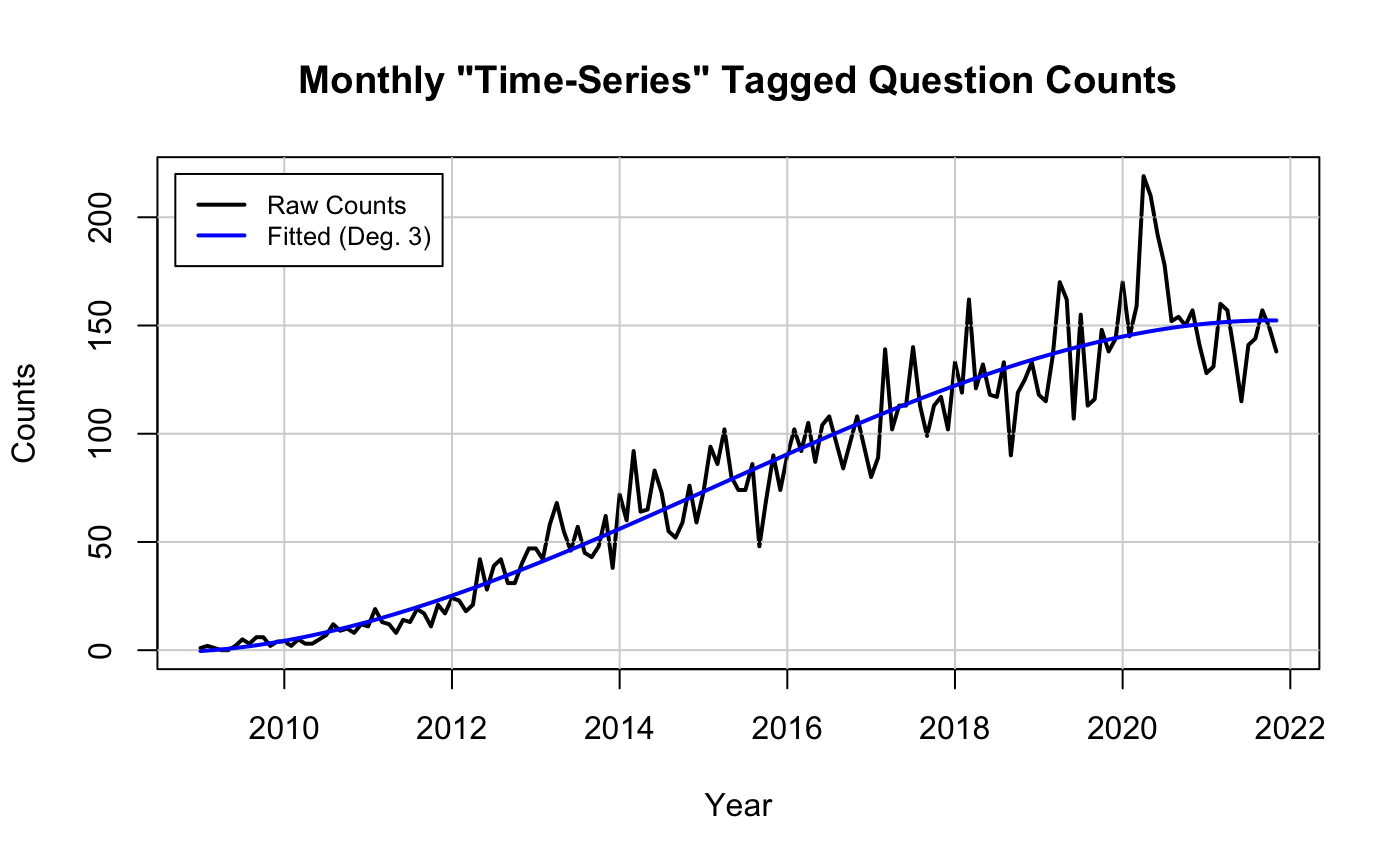 Monthly "Time-Series" Tagged Question Counts
Raw Counts
Fitted (Deg. 3)
Counts
200
150
100
50
0
2010 2012 2014 2016 2018 2020 2022
Year